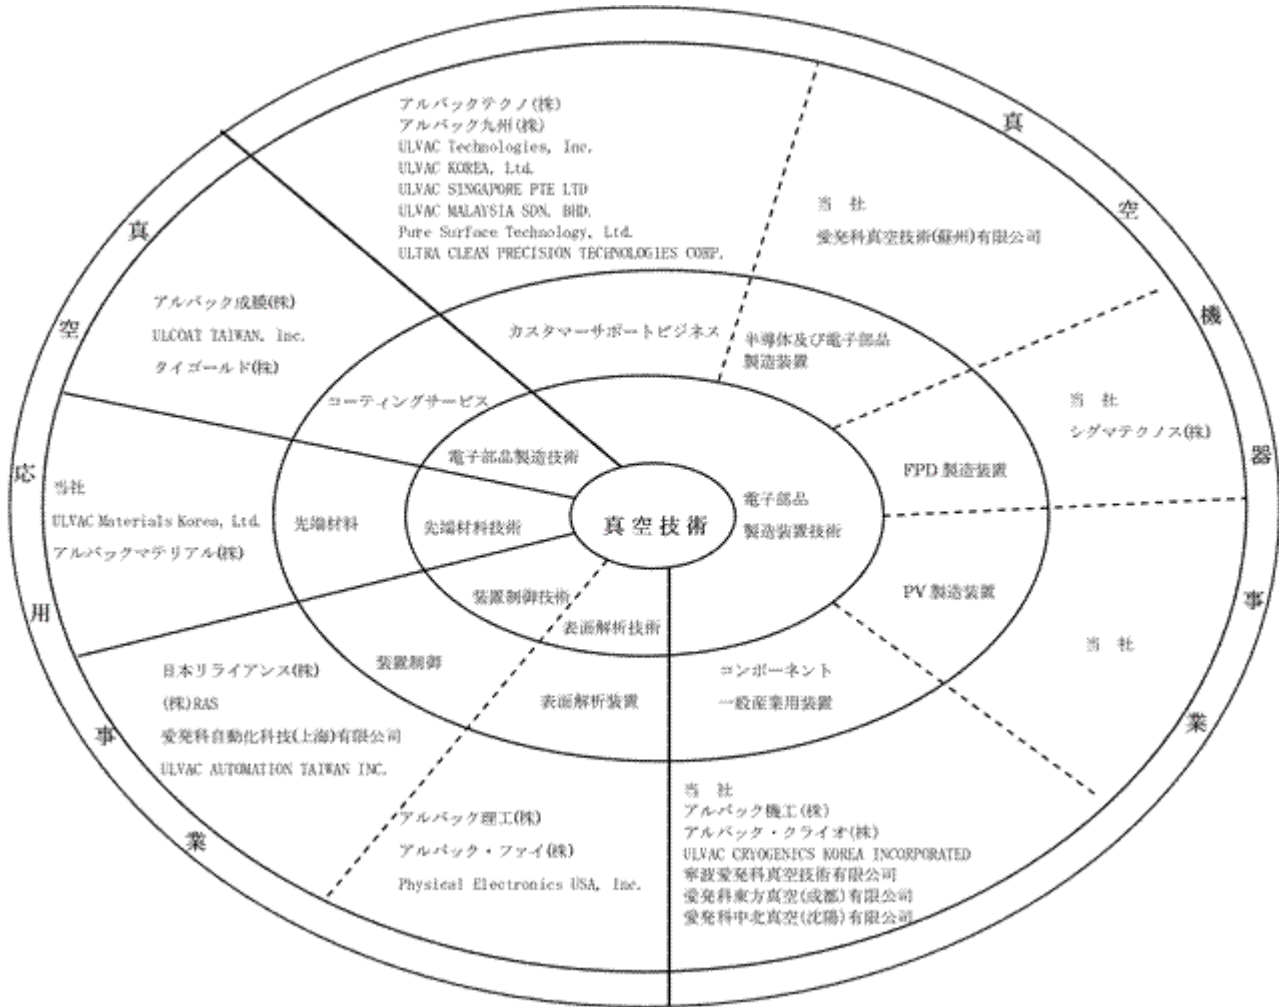 真空機器事業
真空応用事業
アルバックテクノ(株)
アルバック九州(株)
ULVAC Technologies, Inc.
ULVAC KOREA, Ltd.
ULVAC SINGAPORE PTE LTD
ULVAC MALAYSIA SDN. BHD.
Pure Surface Technology, Ltd.
ULTRA CLEAN PRECISION TECHNOLOGIES CORP.
当 社
愛発科真空技術(蘇州)有限公司
アルバック成膜(株)
ULCOAT TAIWAN, Inc.
タイゴールド(株)
カスタマーサポートビジネス
半導体及び電子部品
製造装置
コーティングサービス
当 社
シグマテクノス(株)
電子部品製造技術
FPD 製造装置
当社
ULVAC Materials Korea, Ltd.
アルバックマテリアル(株)
先端材料
先端材料技術
真空技術
電子部品
製造装置技術
装置制御技術
表面解析技術
PV 製造装置
当 社
日本リライアンス(株)
(株)RAS
愛発科自動化科技(上海)有限公司
ULVAC AUTOMATION TAIWAN INC.
装置制御
表面解析装置
コンポーネント
一般産業用装置
アルバック理工(株)
アルバック・ファイ(株)
Physical Electronics USA, Inc.
当 社
アルバック機工(株)
アルバック・クライオ(株)
ULVAC CRYOGENICS KOREA INCORPORATED
寧波愛発科真空技術有限公司
愛発科東方真空(成都)有限公司
愛発科中北真空(沈陽)有限公司